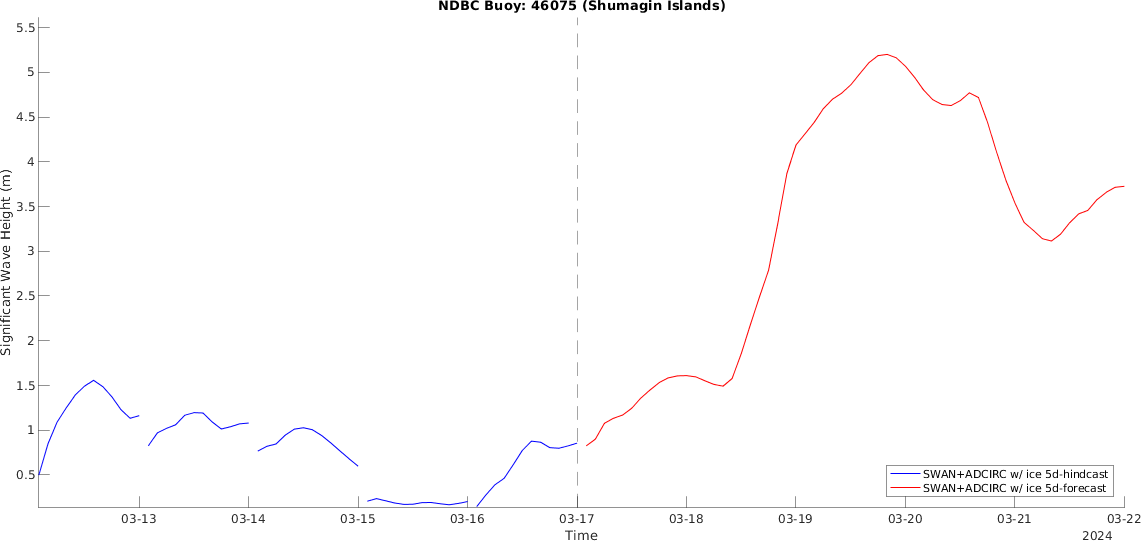 NDBC Buoy: 46075 (Shumagin Islands)
5.5
5
4.5
4
3.5
3
2.5
2
1.5
1
0.5
Significant Wave Height (m)
SWAN+ADCIRC w/ ice 5d-hindcast
SWAN+ADCIRC w/ ice 5d-forecast
03-13 03-14 03-15 03-16 03-17 03-18 03-19 03-20 03-21 03-22
Time
2024